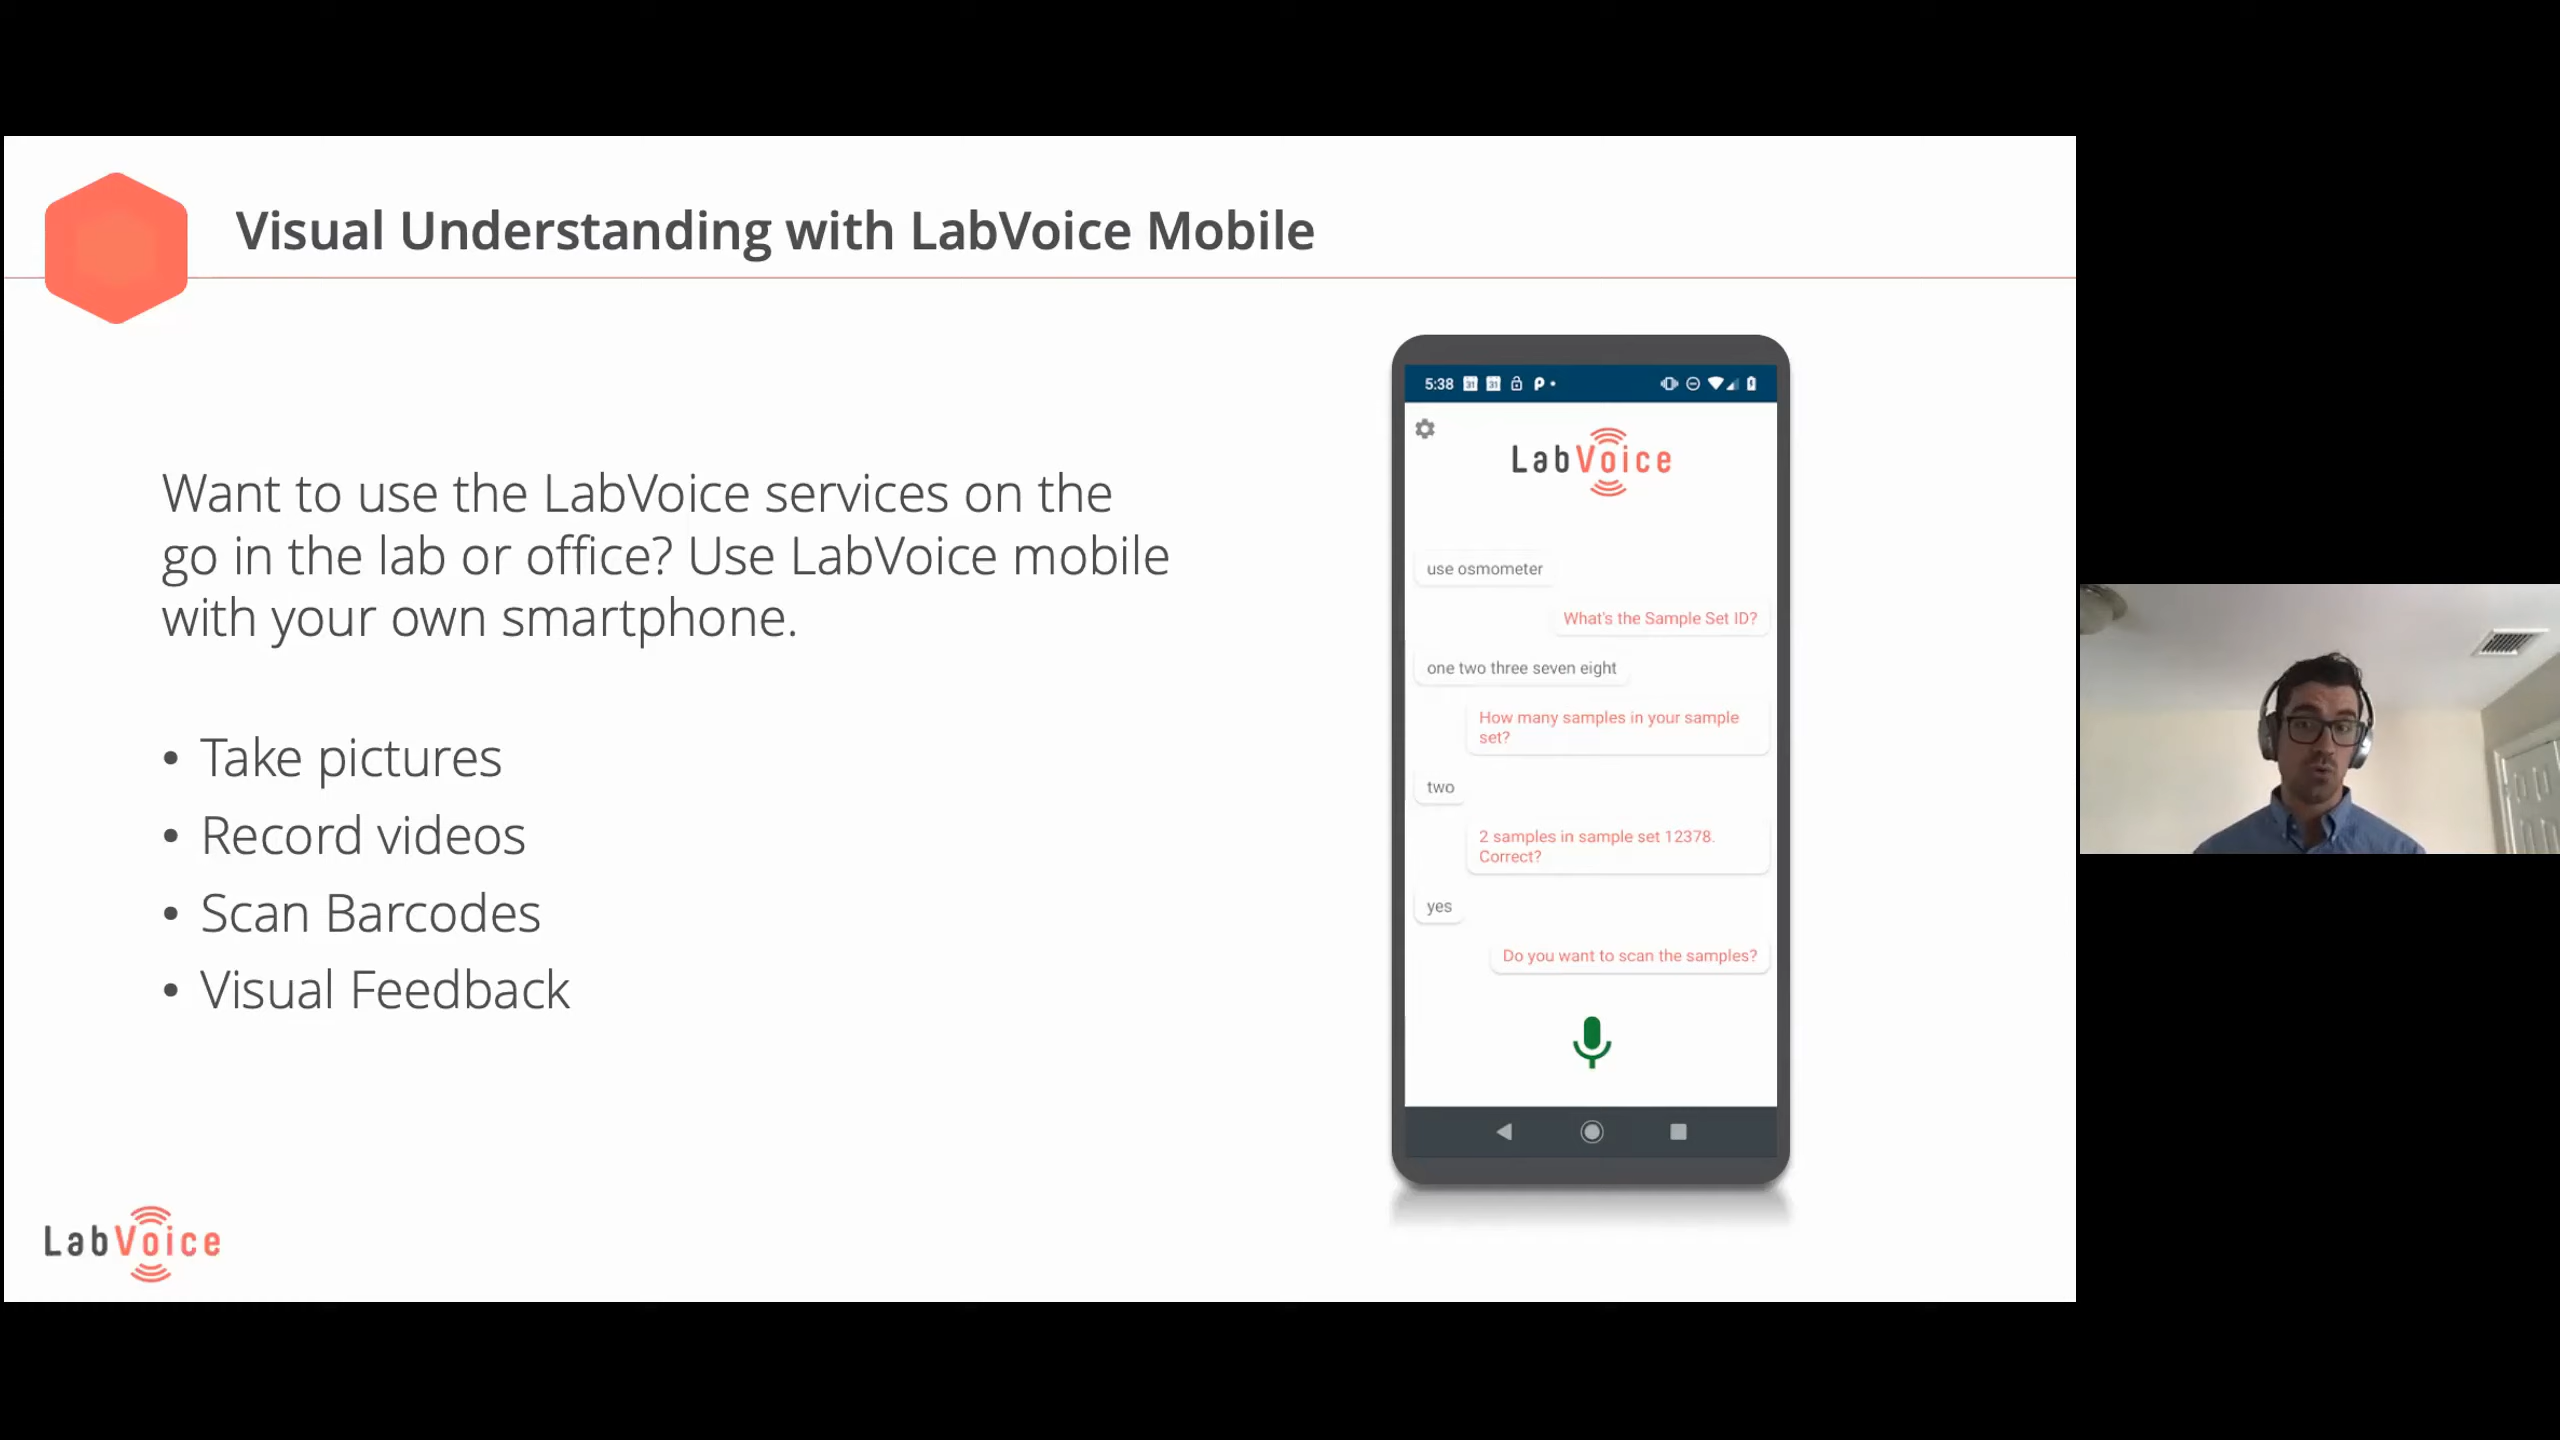 Visual Understanding with LabVoice Mobile
Want to use the LabVoice services on the
go in the lab or office? Use LabVoice mobile
with your own smartphone.
• Take pictures
• Record videos
• Scan Barcodes
• Visual Feedback
LabVoice
5:38
LabVoice
use osmometer
What's the Sample Set ID?
one two three seven eight
How many samples in your sample
set?
two
2 samples in sample set 12378.
Correct?
yes
Do you want to scan the samples?